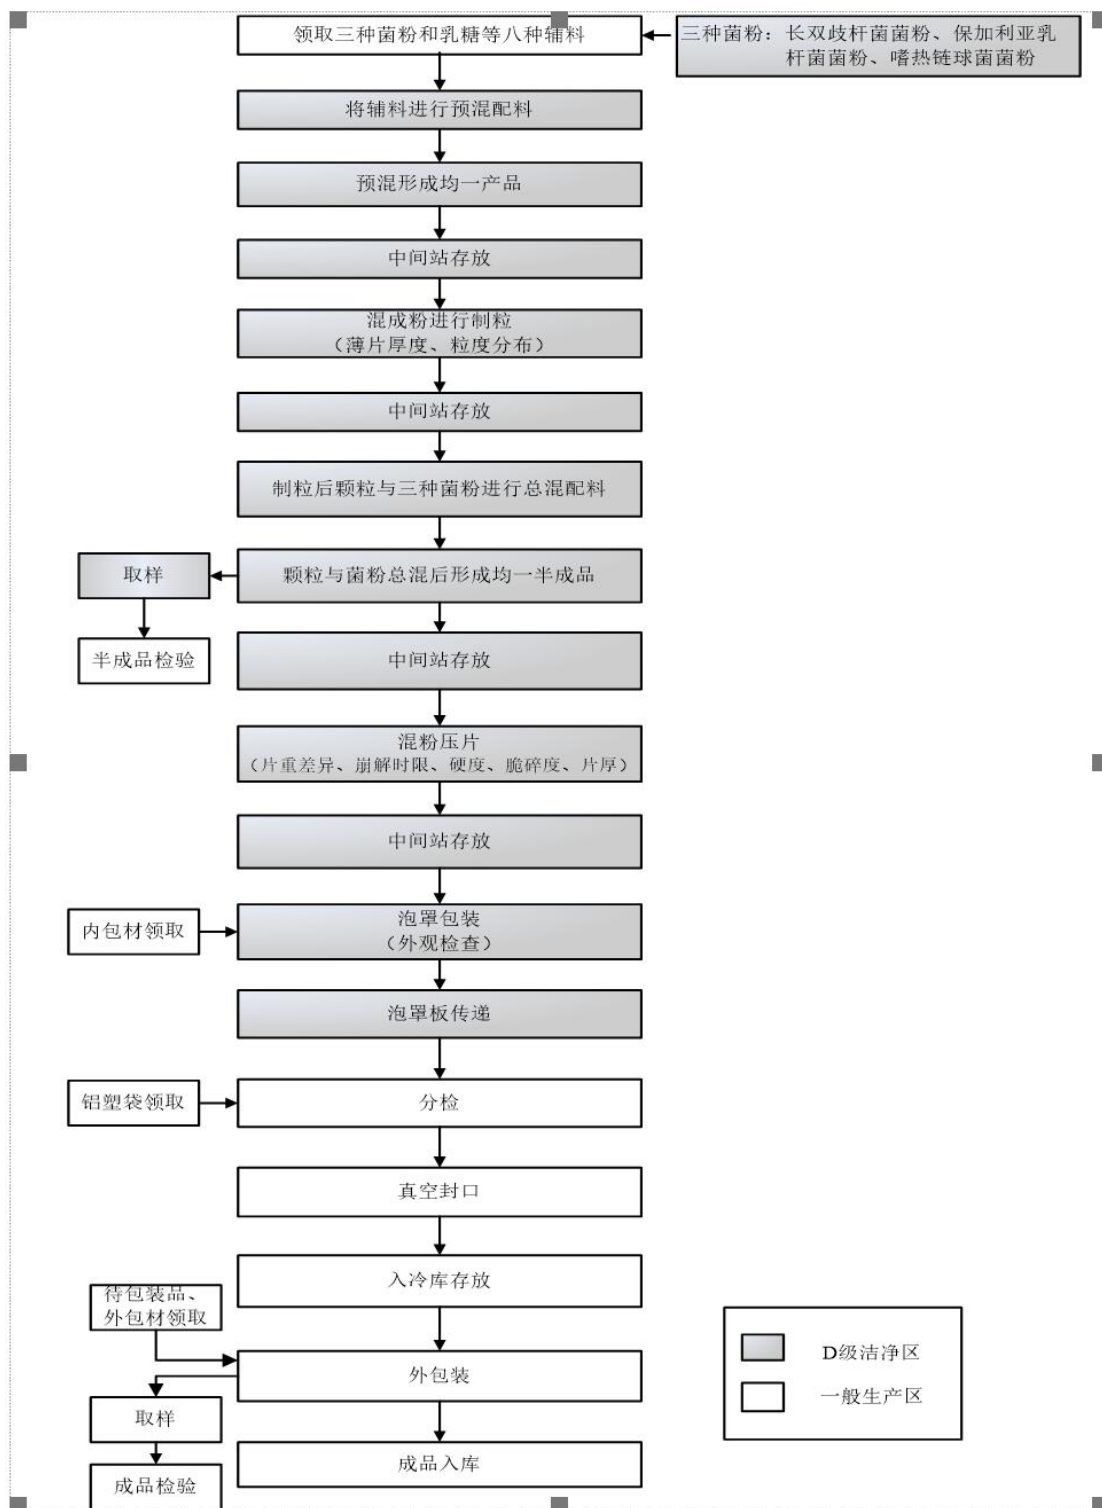 领取三种菌粉和乳糖等八种辅料
三种菌粉：长双歧杆菌菌粉、保加利亚乳
杆菌菌粉、嗜热链球菌菌粉
将辅料进行预混配料
预混形成均一产品
中间站存放
混成粉进行制粒
（薄片厚度、粒度分布）
中间站存放
制粒后颗粒与三种菌粉进行总混配料
取样
颗粒与菌粉总混后形成均一半成品
半成品检验
中间站存放
混粉压片
（片重差异、崩解时限、硬度、脆碎度、片厚）
中间站存放
内包材领取
泡罩包装
（外观检查）
泡罩板传递
铝塑袋领取
分检
真空封口
入冷库存放
待包装品、
外包材领取
外包装
取样
成品入库
成品检验
D级洁净区
一般生产区